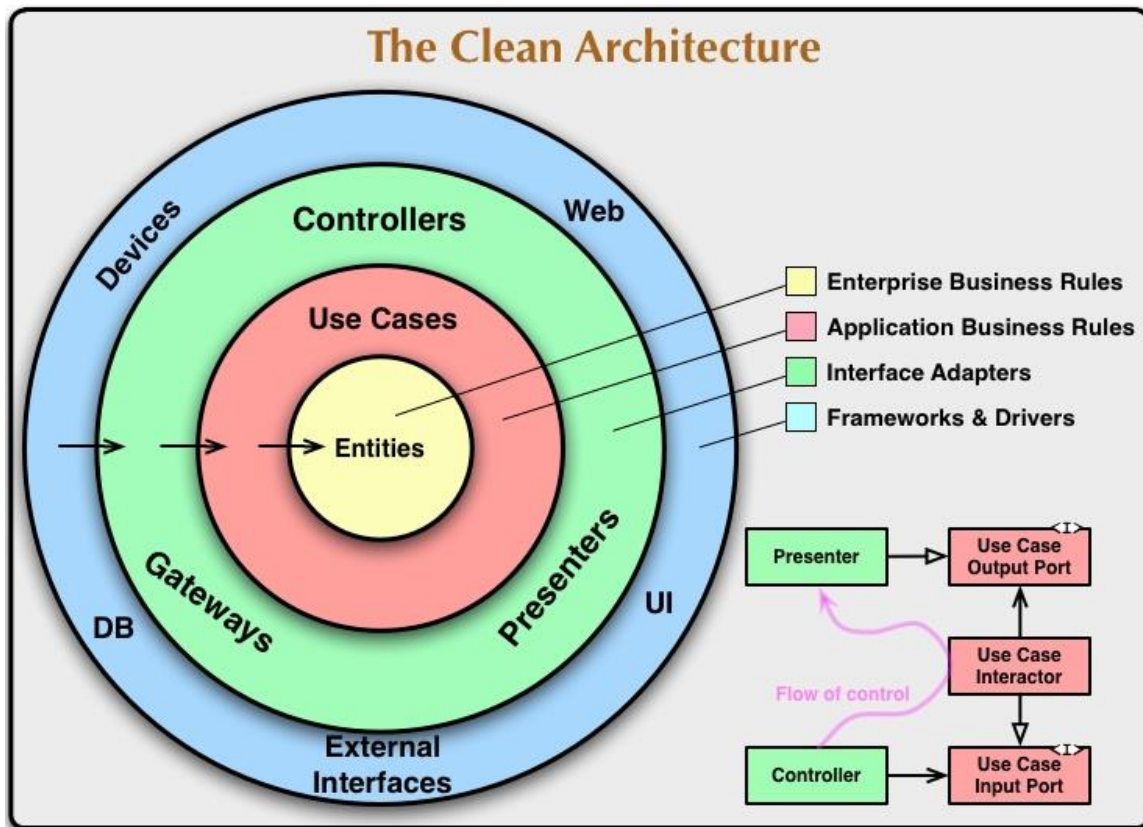 The Clean Architecture
Devices
Web
Controllers
Use Cases
Entities
Gateways
Presenters
DB
UI
External
Interfaces
Enterprise Business Rules
Application Business Rules
Interface Adapters
Frameworks & Drivers
Presenter
<I>
Use Case
Output Port
Use Case
Interactor
Flow of control
Controller
<I>
Use Case
Input Port